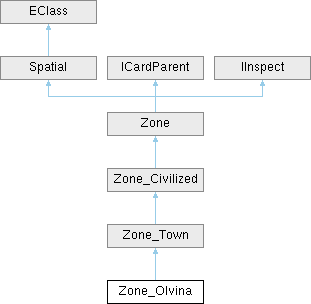 EClass
Spatial ICardParent IInspect
Zone
Zone_Civilized
Zone_Town
Zone_Olvina